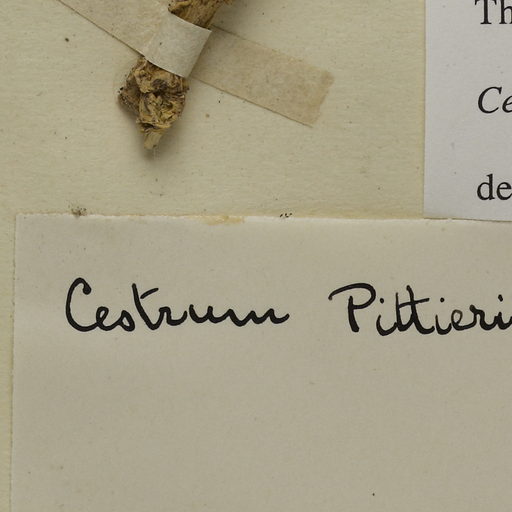 Th
Ce
de
Cestrum Pittieri